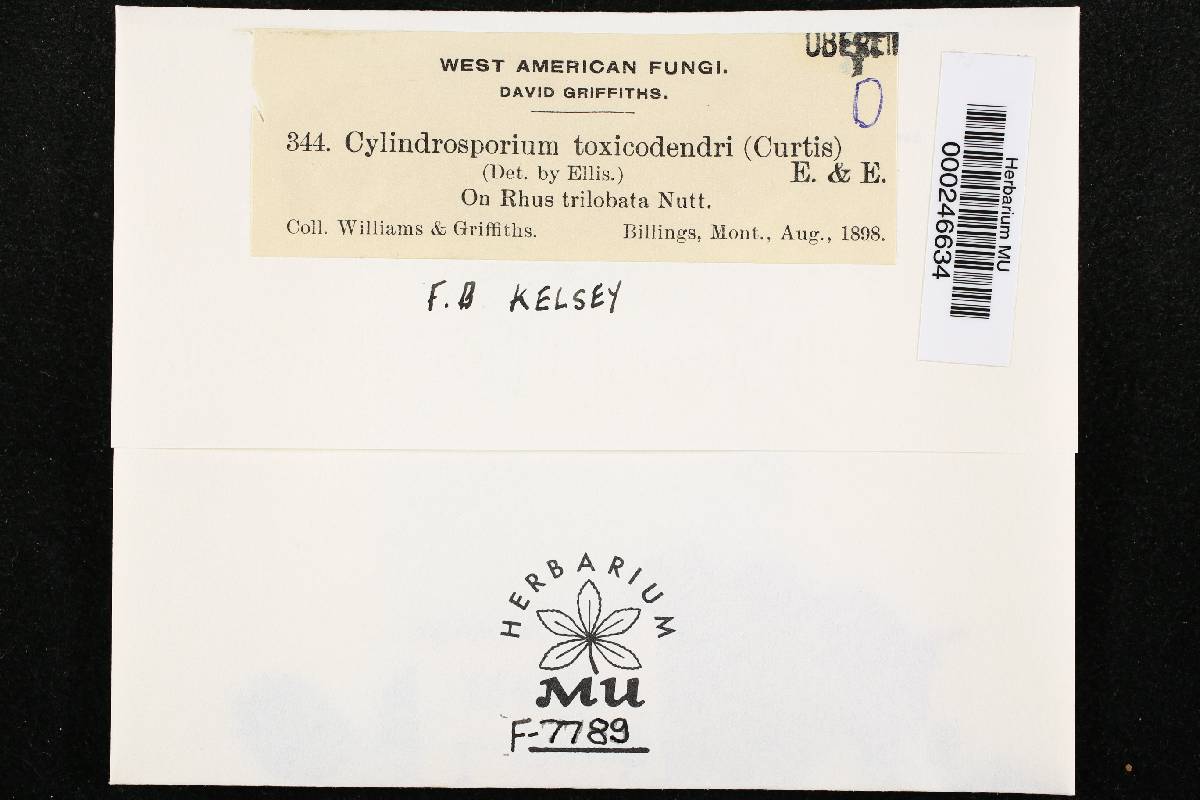 WEST AMERICAN FUNGI.
DAVID GRIFFITHS.
344. Cylindrosporium toxicodendri (Curtis)
(Det. by Ellis.) E. & E.
On Rhus trilobata Nutt.
Coll. Williams & Griffiths. Billings, Mont., Aug., 1898.
Herbarium MU
000246634
F.B KELSEY
HERBARIUM
MU
F-7789